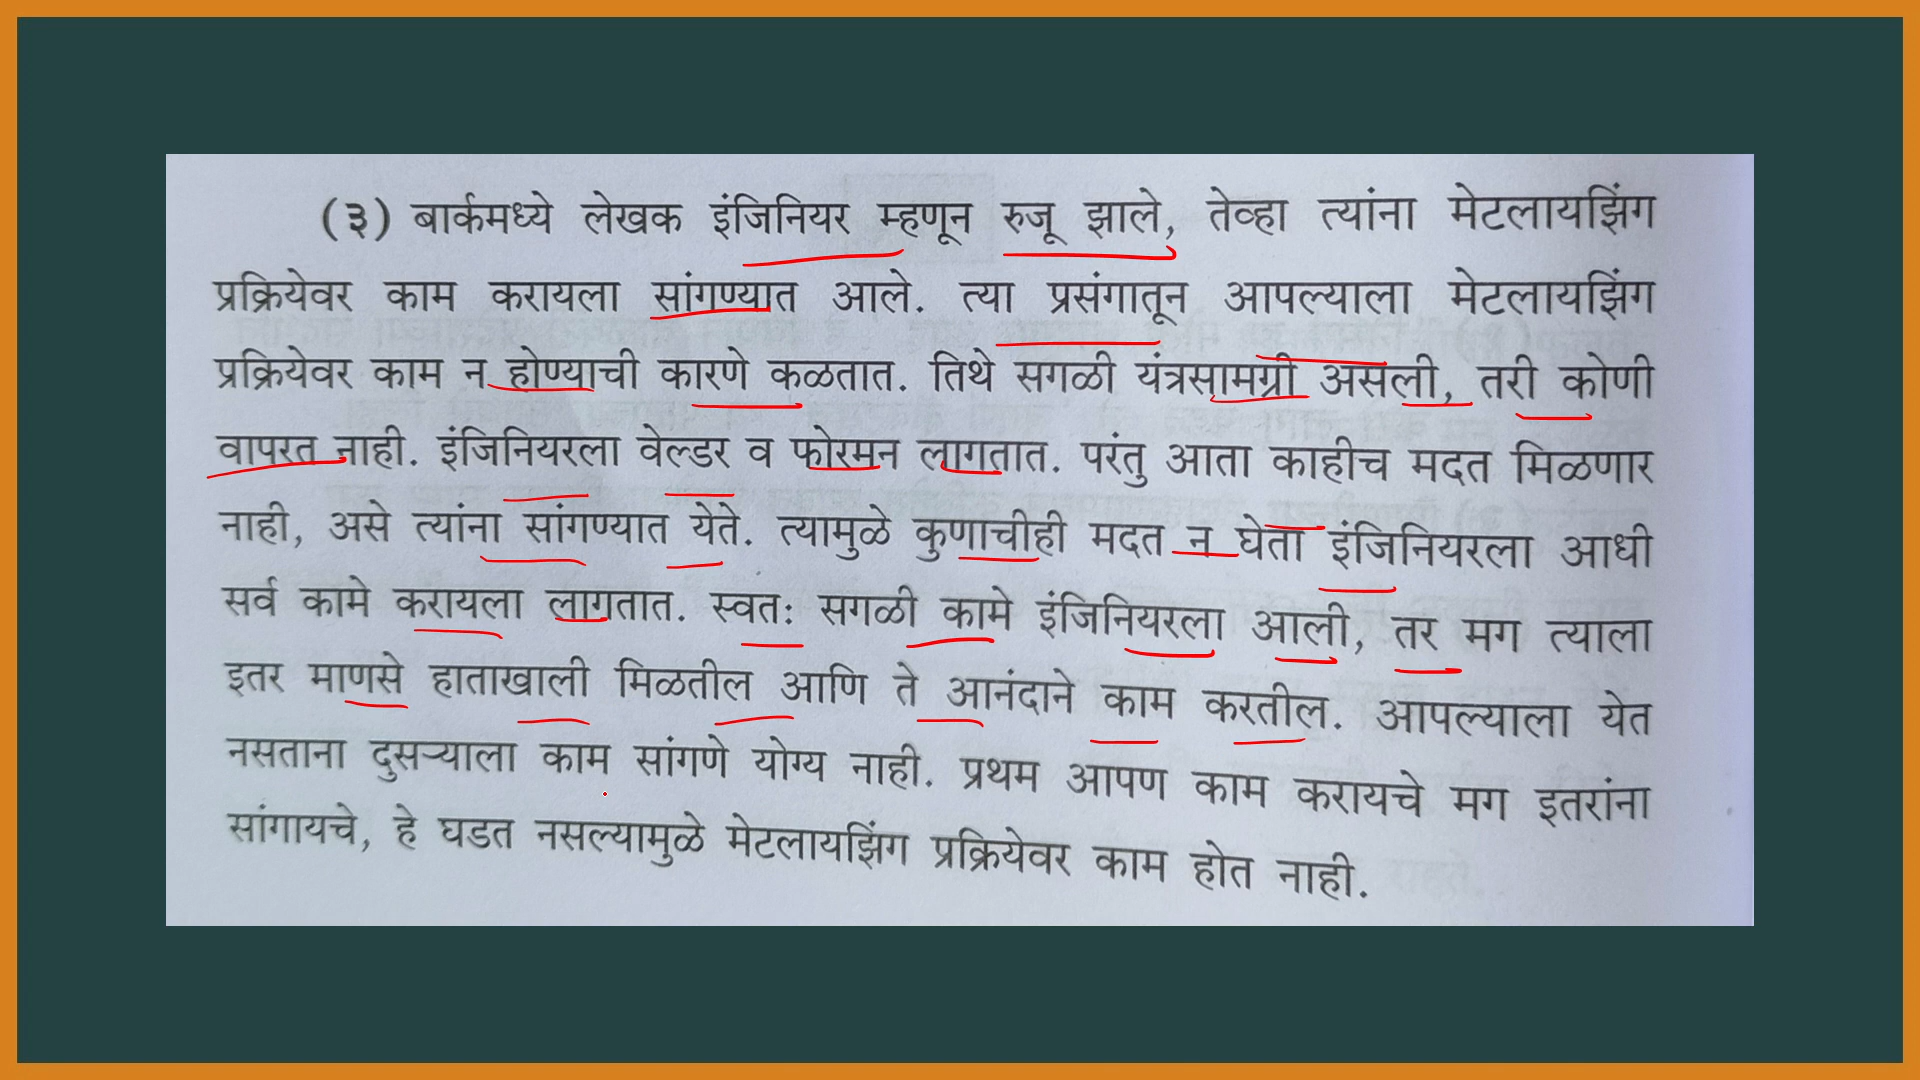 (३) बार्कमध्ये लेखक इंजिनियर म्हणून रुजू झाले, तेव्हा त्यांना मेटलायझिंग
प्रक्रियेवर काम करायला सांगण्यात आले. त्या प्रसंगातून आपल्याला मेटलायझिंग
प्रक्रियेवर काम न होण्याची कारणे कळतात. तिथे सगळी यंत्रसामग्री असली, तरी कोणी
वापरत नाही. इंजिनियरला वेल्डर व फोरमन लागतात. परंतु आता काहीच मदत मिळणार
नाही, असे त्यांना सांगण्यात येते. त्यामुळे कुणाचीही मदत न घेता इंजिनियरला आधी
सर्व कामे करायला लागतात. स्वतः सगळी कामे इंजिनियरला आली, तर मग त्याला
इतर माणसे हाताखाली मिळतील आणि ते आनंदाने काम करतील. आपल्याला येत
नसताना दुसऱ्याला काम सांगणे योग्य नाही. प्रथम आपण काम करायचे मग इतरांना
सांगायचे, हे घडत नसल्यामुळे मेटलायझिंग प्रक्रियेवर काम होत नाही.